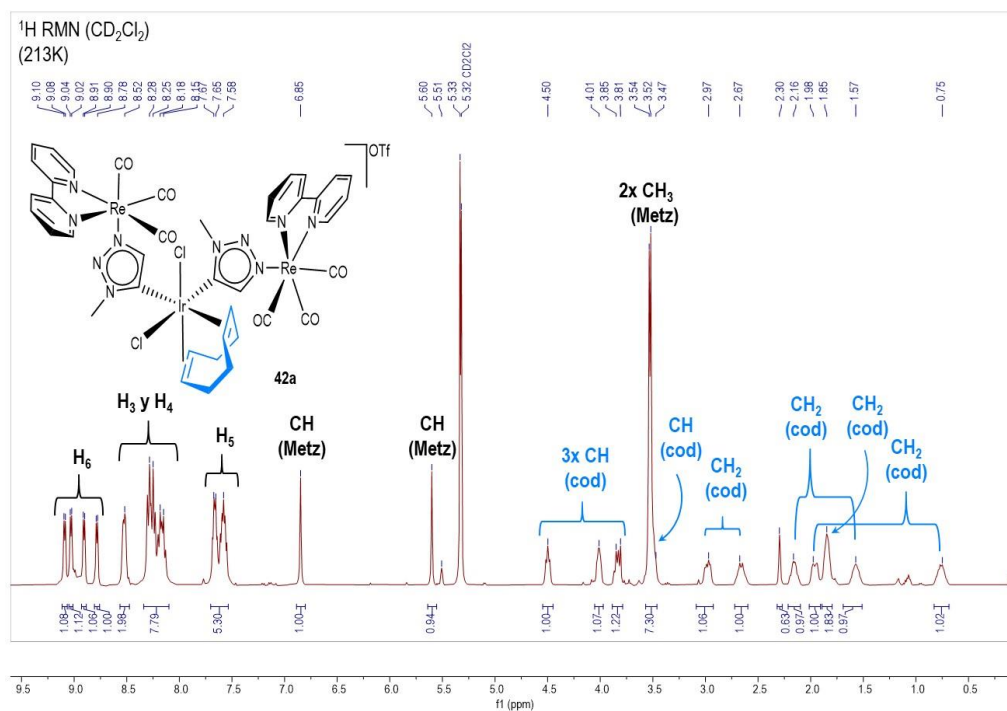 ¹H RMN (CD₂Cl₂)
(213K)
9.10
9.08
9.04
9.02
8.91
8.90
8.78
8.52
8.28
8.25
8.18
8.15
7.67
7.65
7.58
6.85
5.60
5.51
5.33
5.32 CD2Cl2
4.50
4.01
3.85
3.81
3.54
3.52
3.47
2.97
2.67
2.30
2.16
1.98
1.85
1.57
0.75
OTf
CO
CO
CO
N
N
Re
N
N
N
N
N
N
Re
N
N
N
Cl
Cl
Ir
CO
OC
CO
42a
H₆
H₃ y H₄
H₅
CH
(Metz)
CH
(Metz)
3x CH
(cod)
2x CH₃
(Metz)
CH
(cod)
CH₂
(cod)
CH₂
(cod)
CH₂
(cod)
CH₂
(cod)
1.08
1.12
1.06
1.00
1.98
7.79
5.30
1.00
0.94
1.00
1.07
1.22
7.30
1.06
1.00
0.63
0.97
1.00
1.83
0.97
1.02
9.5 9.0 8.5 8.0 7.5 7.0 6.5 6.0 5.5 5.0 4.5 4.0 3.5 3.0 2.5 2.0 1.5 1.0 0.5
f1 (ppm)